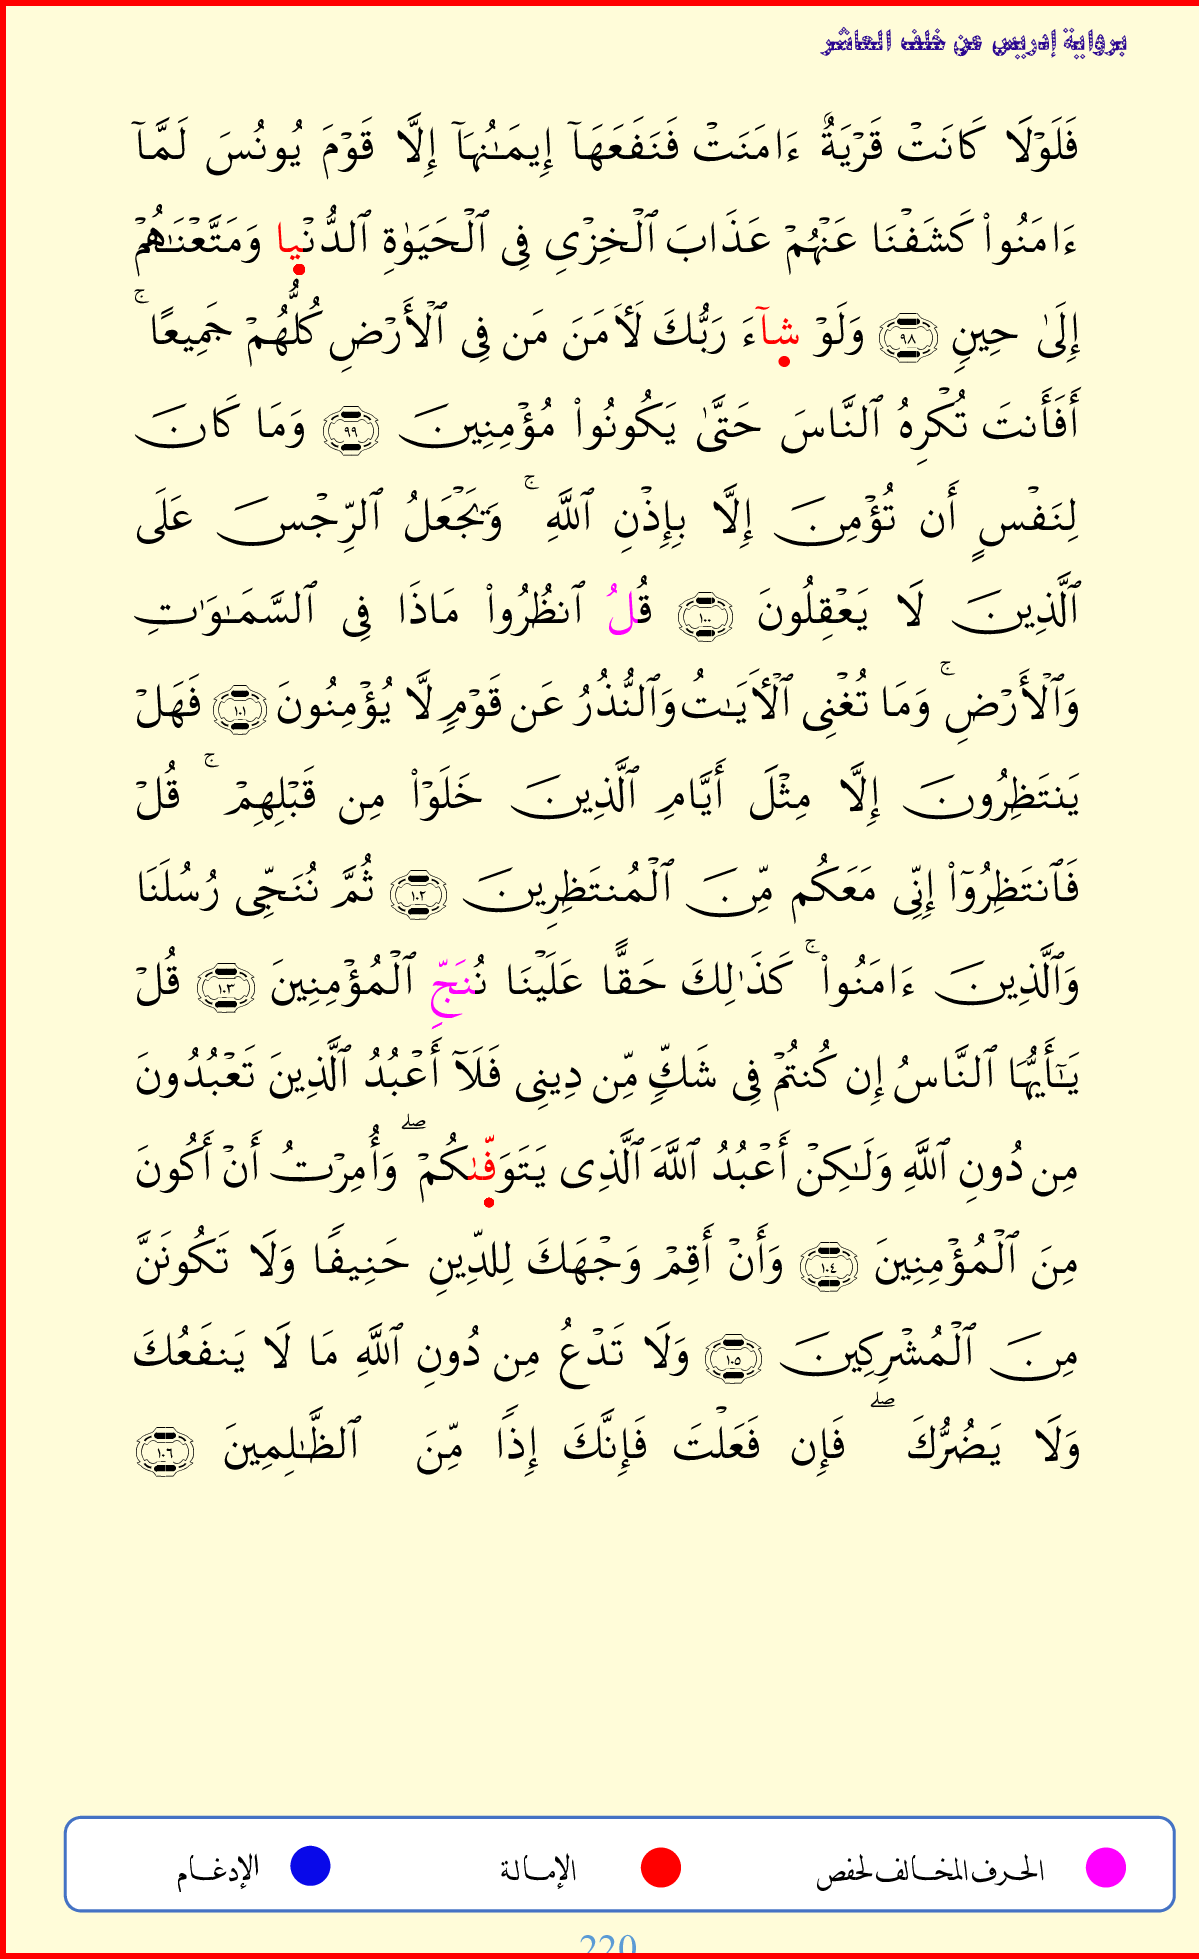 برواية إدريس عن خلف العاشر
فَلَوۡلَا كَانَتۡ قَرۡيَةٌ ءَامَنَتۡ فَنَفَعَهَآ إِيمَٰنُهَآ إِلَّا قَوۡمَ يُونُسَ لَمَّآ
ءَامَنُواْ كَشَفۡنَا عَنۡهُمۡ عَذَابَ ٱلۡخِزۡيِ فِي ٱلۡحَيَوٰةِ ٱلدُّنۡيا وَمَتَّعۡنَٰهُمۡ
إِلَىٰ حِينٖ ٩٨ وَلَوۡ شآءَ رَبُّكَ لَأٓمَنَ مَن فِي ٱلۡأَرۡضِ كُلُّهُمۡ جَمِيعًاۚ
أَفَأَنتَ تُكۡرِهُ ٱلنَّاسَ حَتَّىٰ يَكُونُواْ مُؤۡمِنِينَ ٩٩ وَمَا كَانَ
لِنَفۡسٍ أَن تُؤۡمِنَ إِلَّا بِإِذۡنِ ٱللَّهِۚ وَيَجۡعَلُ ٱلرِّجۡسَ عَلَى
ٱلَّذِينَ لَا يَعۡقِلُونَ ١٠٠ قُلُ ٱنظُرُواْ مَاذَا فِي ٱلسَّمَٰوَٰتِ
وَٱلۡأَرۡضِۚ وَمَا تُغۡنِي ٱلۡأٓيَٰتُ وَٱلنُّذُرُ عَن قَوۡمٖ لَّا يُؤۡمِنُونَ ١٠١ فَهَلۡ
يَنتَظِرُونَ إِلَّا مِثۡلَ أَيَّامِ ٱلَّذِينَ خَلَوۡاْ مِن قَبۡلِهِمۡۚ قُلۡ
فَٱنتَظِرُوٓاْ إِنِّي مَعَكُم مِّنَ ٱلۡمُنتَظِرِينَ ١٠٢ ثُمَّ نُنَجِّي رُسُلَنَا
وَٱلَّذِينَ ءَامَنُواْۚ كَذَٰلِكَ حَقًّا عَلَيۡنَا نُنَجِّ ٱلۡمُؤۡمِنِينَ ١٠٣ قُلۡ
يَٰٓأَيُّهَا ٱلنَّاسُ إِن كُنتُمۡ فِي شَكّٖ مِّن دِينِي فَلَآ أَعۡبُدُ ٱلَّذِينَ تَعۡبُدُونَ
مِن دُونِ ٱللَّهِ وَلَٰكِنۡ أَعۡبُدُ ٱللَّهَ ٱلَّذِي يَتَوَفّىٰكُمۡۖ وَأُمِرۡتُ أَنۡ أَكُونَ
مِنَ ٱلۡمُؤۡمِنِينَ ١٠٤ وَأَنۡ أَقِمۡ وَجۡهَكَ لِلدِّينِ حَنِيفٗا وَلَا تَكُونَنَّ
مِنَ ٱلۡمُشۡرِكِينَ ١٠٥ وَلَا تَدۡعُ مِن دُونِ ٱللَّهِ مَا لَا يَنفَعُكَ
وَلَا يَضُرُّكَۖ فَإِن فَعَلۡتَ فَإِنَّكَ إِذٗا مِّنَ ٱلظَّٰلِمِينَ ١٠٦
الحرف المخالف لحفص الإمالة الإدغام
220